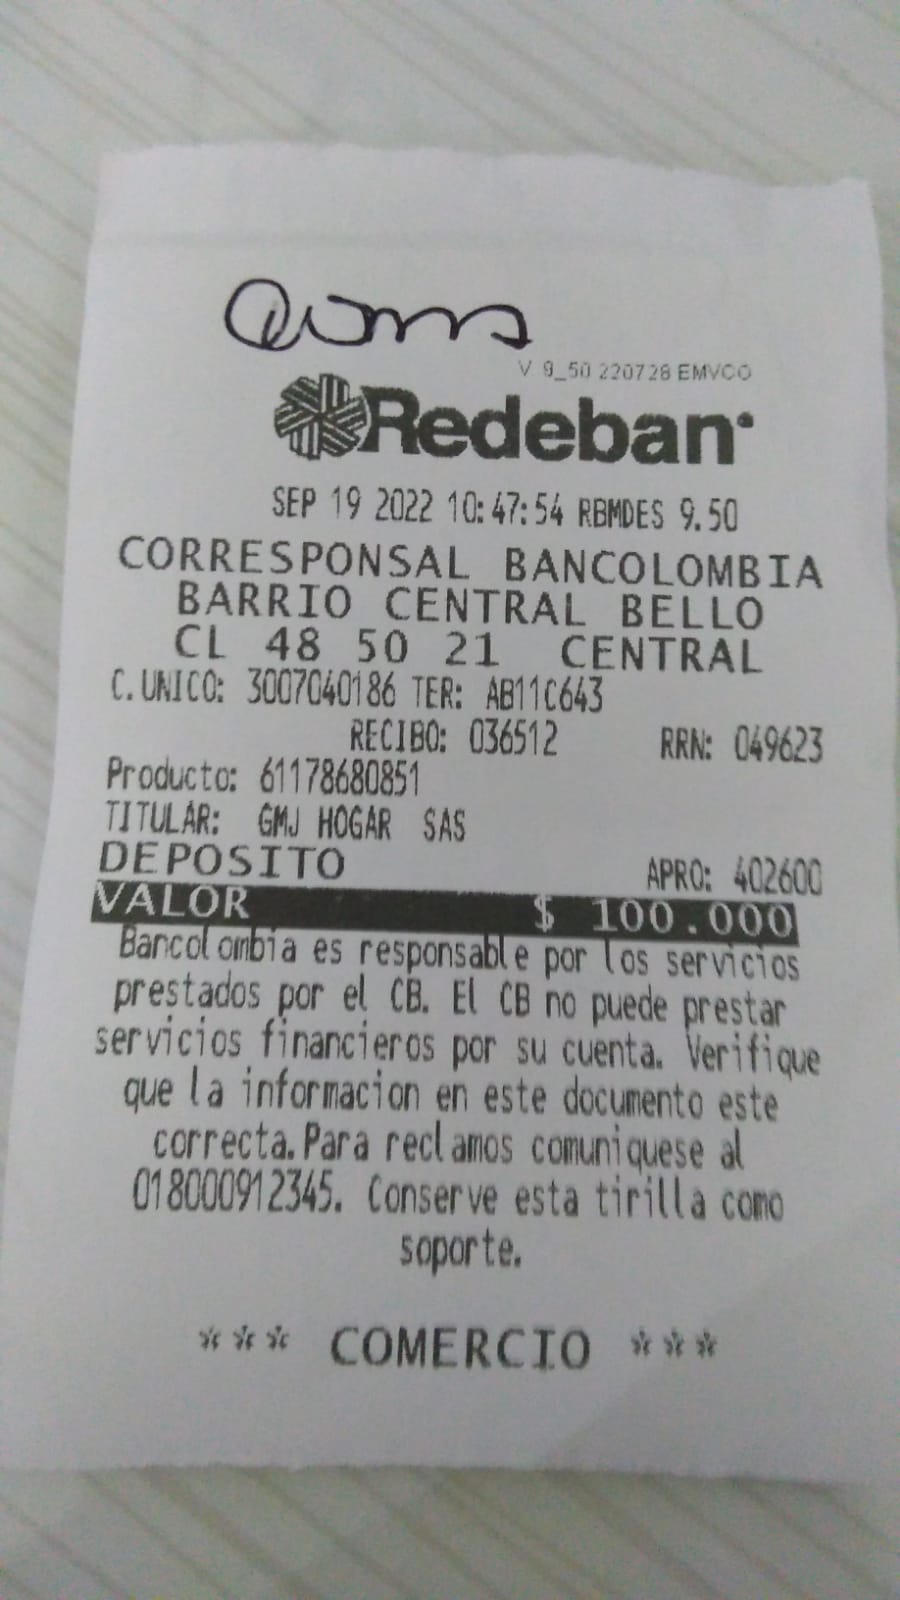 V 9_50 220728 EMVCO
Redeban
SEP 19 2022 10:47:54 RBMDES 9.50
CORRESPONSAL BANCOLOMBIA
BARRIO CENTRAL BELLO
CL 48 50 21 CENTRAL
C. UNICO: 3007040186 TER: AB11C643
RECIBO: 036512 RRN: 049623
Producto: 61178680851
TITULAR: GMJ HOGAR SAS
DEPOSITO APRO: 402600
VALOR $ 100.000
Bancolombia es responsable por los servicios
prestados por el CB. El CB no puede prestar
servicios financieros por su cuenta. Verifique
que la informacion en este documento este
correcta. Para reclamos comuniquese al
018000912345. Conserve esta tirilla como
soporte.
*** COMERCIO ***